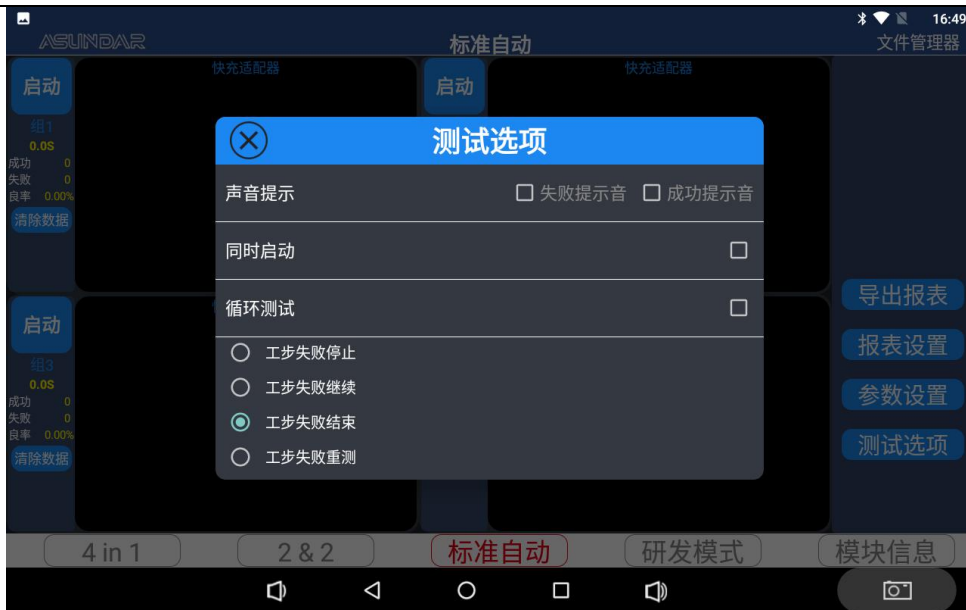 16:49
ASUNDAR
标准自动
文件管理器
启动
快充适配器
启动
快充适配器
组1
0.0S
成功 0
失败 0
良率 0.00%
清除数据
测试选项
声音提示
失败提示音
成功提示音
同时启动
循环测试
工步失败停止
工步失败继续
工步失败结束
工步失败重测
启动
组3
0.0S
成功 0
失败 0
良率 0.00%
清除数据
导出报表
报表设置
参数设置
测试选项
4 in 1
2 & 2
标准自动
研发模式
模块信息